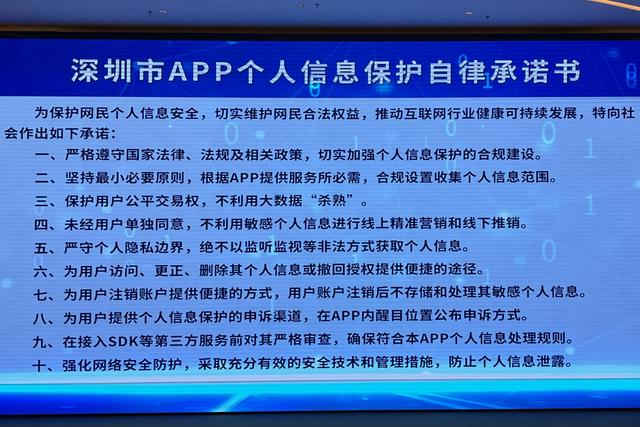 深圳市APP个人信息保护自律承诺书
为保护网民个人信息安全，切实维护网民合法权益，推动互联网行业健康可持续发展，特向社
会作出如下承诺：
一、严格遵守国家法律、法规及相关政策，切实加强个人信息保护的合规建设。
二、坚持最小必要原则，根据APP提供服务所必需，合规设置收集个人信息范围。
三、保护用户公平交易权，不利用大数据“杀熟”。
四、未经用户单独同意，不利用敏感个人信息进行线上精准营销和线下推销。
五、严守个人隐私边界，绝不以监听监视等非法方式获取个人信息。
六、为用户访问、更正、删除其个人信息或撤回授权提供便捷的途径。
七、为用户注销账户提供便捷的方式，用户账户注销后不存储和处理其敏感个人信息。
八、为用户提供个人信息保护的申诉渠道，在APP内醒目位置公布申诉方式。
九、在接入SDK等第三方服务前对其严格审查，确保符合本APP个人信息处理规则。
十、强化网络安全防护，采取充分有效的安全技术和管理措施，防止个人信息泄露。